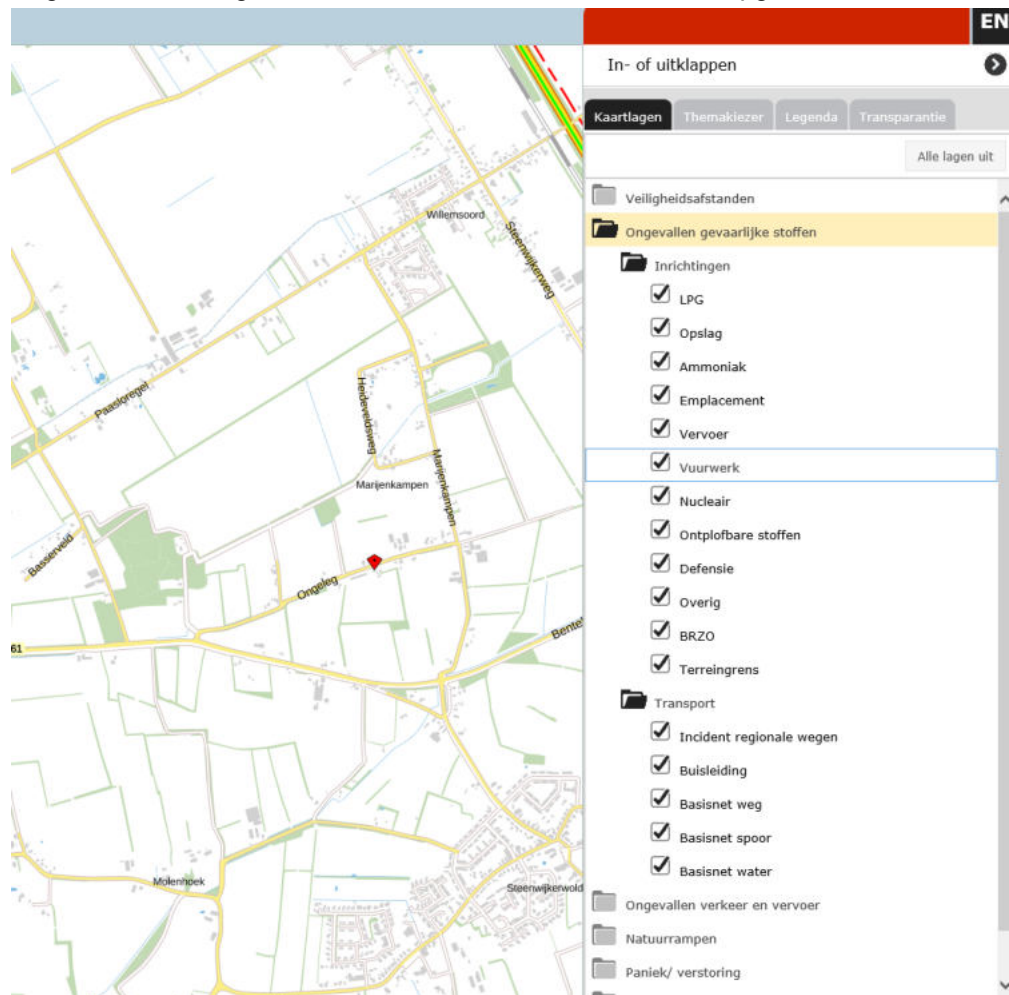 EN
In- of uitklappen
Kaartlagen Themakiezer Legenda Transparantie
Alle lagen uit
Veiligheidsafstanden
Ongevallen gevaarlijke stoffen
Inrichtingen
LPG
Opslag
Ammoniak
Emplacement
Vervoer
Vuurwerk
Nucleair
Ontplofbare stoffen
Defensie
Overig
BRZO
Terreingrens
Transport
Incident regionale wegen
Buisleiding
Basisnet weg
Basisnet spoor
Basisnet water
Ongevallen verkeer en vervoer
Natuurrampen
Paniek/ verstoring
Willemsoord
Steenwijkerweg
Paasloregel
Heideveldsweg
Marijenkampen
Marijenkampen
Basserveld
Ongeleg
61
Bente
Molenhoek
Steenwijkerwold